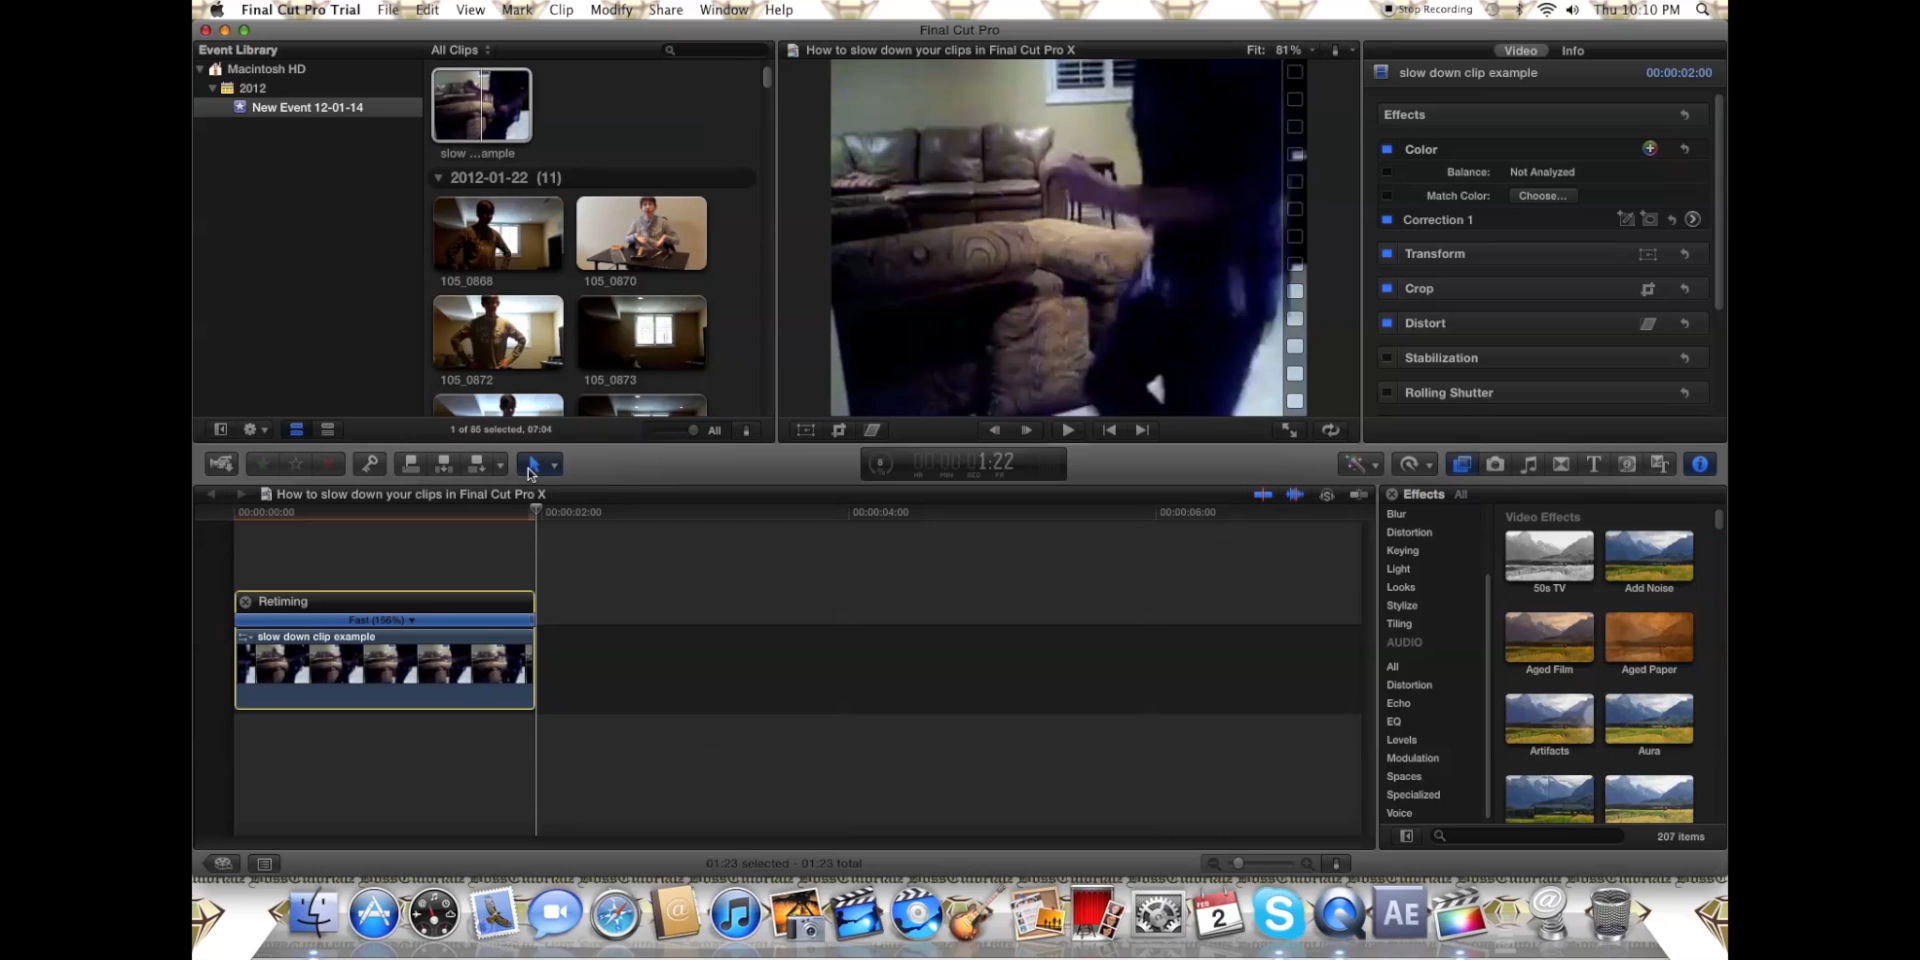 Final Cut Pro Trial File Edit View Mark Clip Modify Share Window Help
Stop Recording Thu 10:10 PM
Final Cut Pro
Event Library
Macintosh HD
2012
New Event 12-01-14
All Clips
slow ...ample
2012-01-22 (11)
105_0868 105_0870
105_0872 105_0873
1 of 85 selected, 07:04 All
How to slow down your clips in Final Cut Pro X Fit: 81%
Video Info
slow down clip example 00:00:02:00
Effects
Color
Balance: Not Analyzed
Match Color: Choose...
Correction 1
Transform
Crop
Distort
Stabilization
Rolling Shutter
1:22
How to slow down your clips in Final Cut Pro X
00:00:00:00 00:00:02:00 00:00:04:00 00:00:06:00
Retiming
Fast (156%)
slow down clip example
01:23 selected - 01:23 total
Effects All
Blur
Distortion
Keying
Light
Looks
Stylize
Tiling
AUDIO
All
Distortion
Echo
EQ
Levels
Modulation
Spaces
Specialized
Voice
Video Effects
50s TV Add Noise
Aged Film Aged Paper
Artifacts Aura
207 items
FEB
2
AE